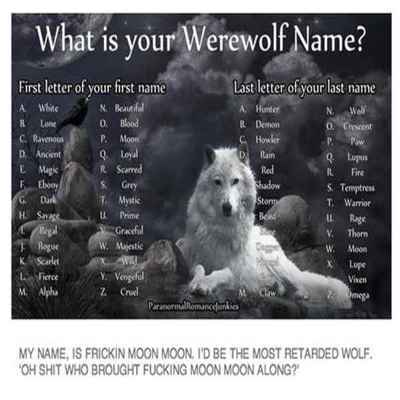 What is your Werewolf Name?
First letter of your first name
A. White
B. Lone
C. Ravenous
D. Ancient
E. Magic
F. Ebony
G. Dark
H. Savage
I. Regal
J. Rogue
K. Scarlet
L. Fierce
M. Alpha
N. Beautiful
O. Blood
P. Moon
Q. Loyal
R. Scarred
S. Grey
T. Mystic
U. Prime
V. Graceful
W. Majestic
X. Wild
Y. Vengeful
Z. Cruel
Last letter of your last name
A. Hunter
B. Demon
C. Howler
D. Rain
Red
Shadow
Storm
Beast
M. Claw
N. Wolf
O. Crescent
P. Paw
Q. Lupus
R. Fire
S. Temptress
T. Warrior
U. Rage
V. Thorn
W. Moon
X. Lupe
Vixen
Z. Omega
ParanormalRomanceJunkies
MY NAME, IS FRICKIN MOON MOON. I'D BE THE MOST RETARDED WOLF.
'OH SHIT WHO BROUGHT FUCKING MOON MOON ALONG?'